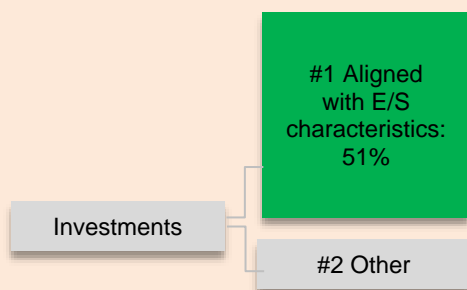 #1 Aligned
with E/S
characteristics:
51%
Investments
#2 Other